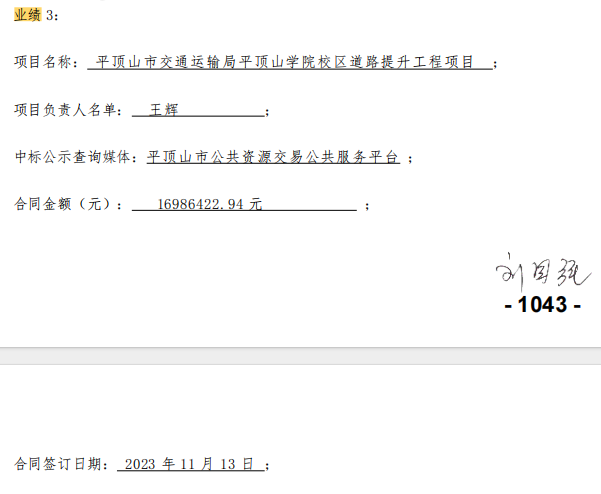 业绩 3：
项目名称： 平顶山市交通运输局平顶山学院校区道路提升工程项目 ；
项目负责人名单： 王辉 ；
中标公示查询媒体：平顶山市公共资源交易公共服务平台 ；
合同金额（元）： 16986422.94 元 ；
- 1043 -
合同签订日期： 2023 年 11 月 13 日 ；